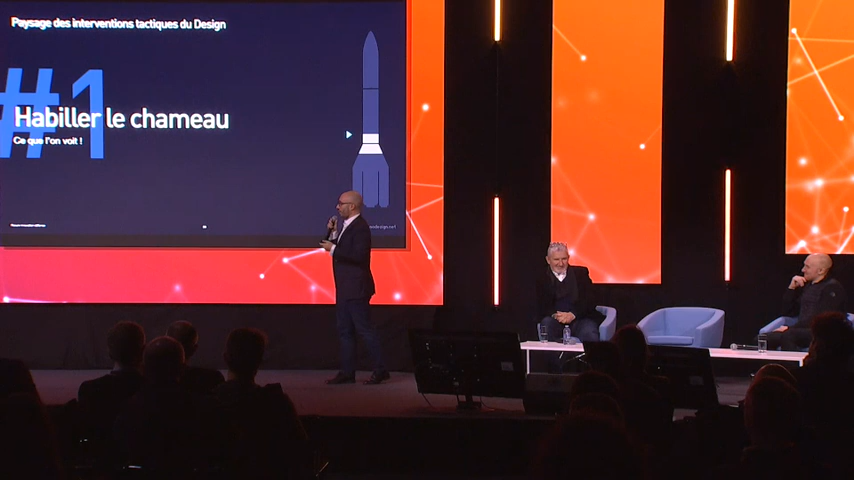 Paysage des interventions tactiques du Design
#1
Habiller le chameau
Ce que l'on voit !